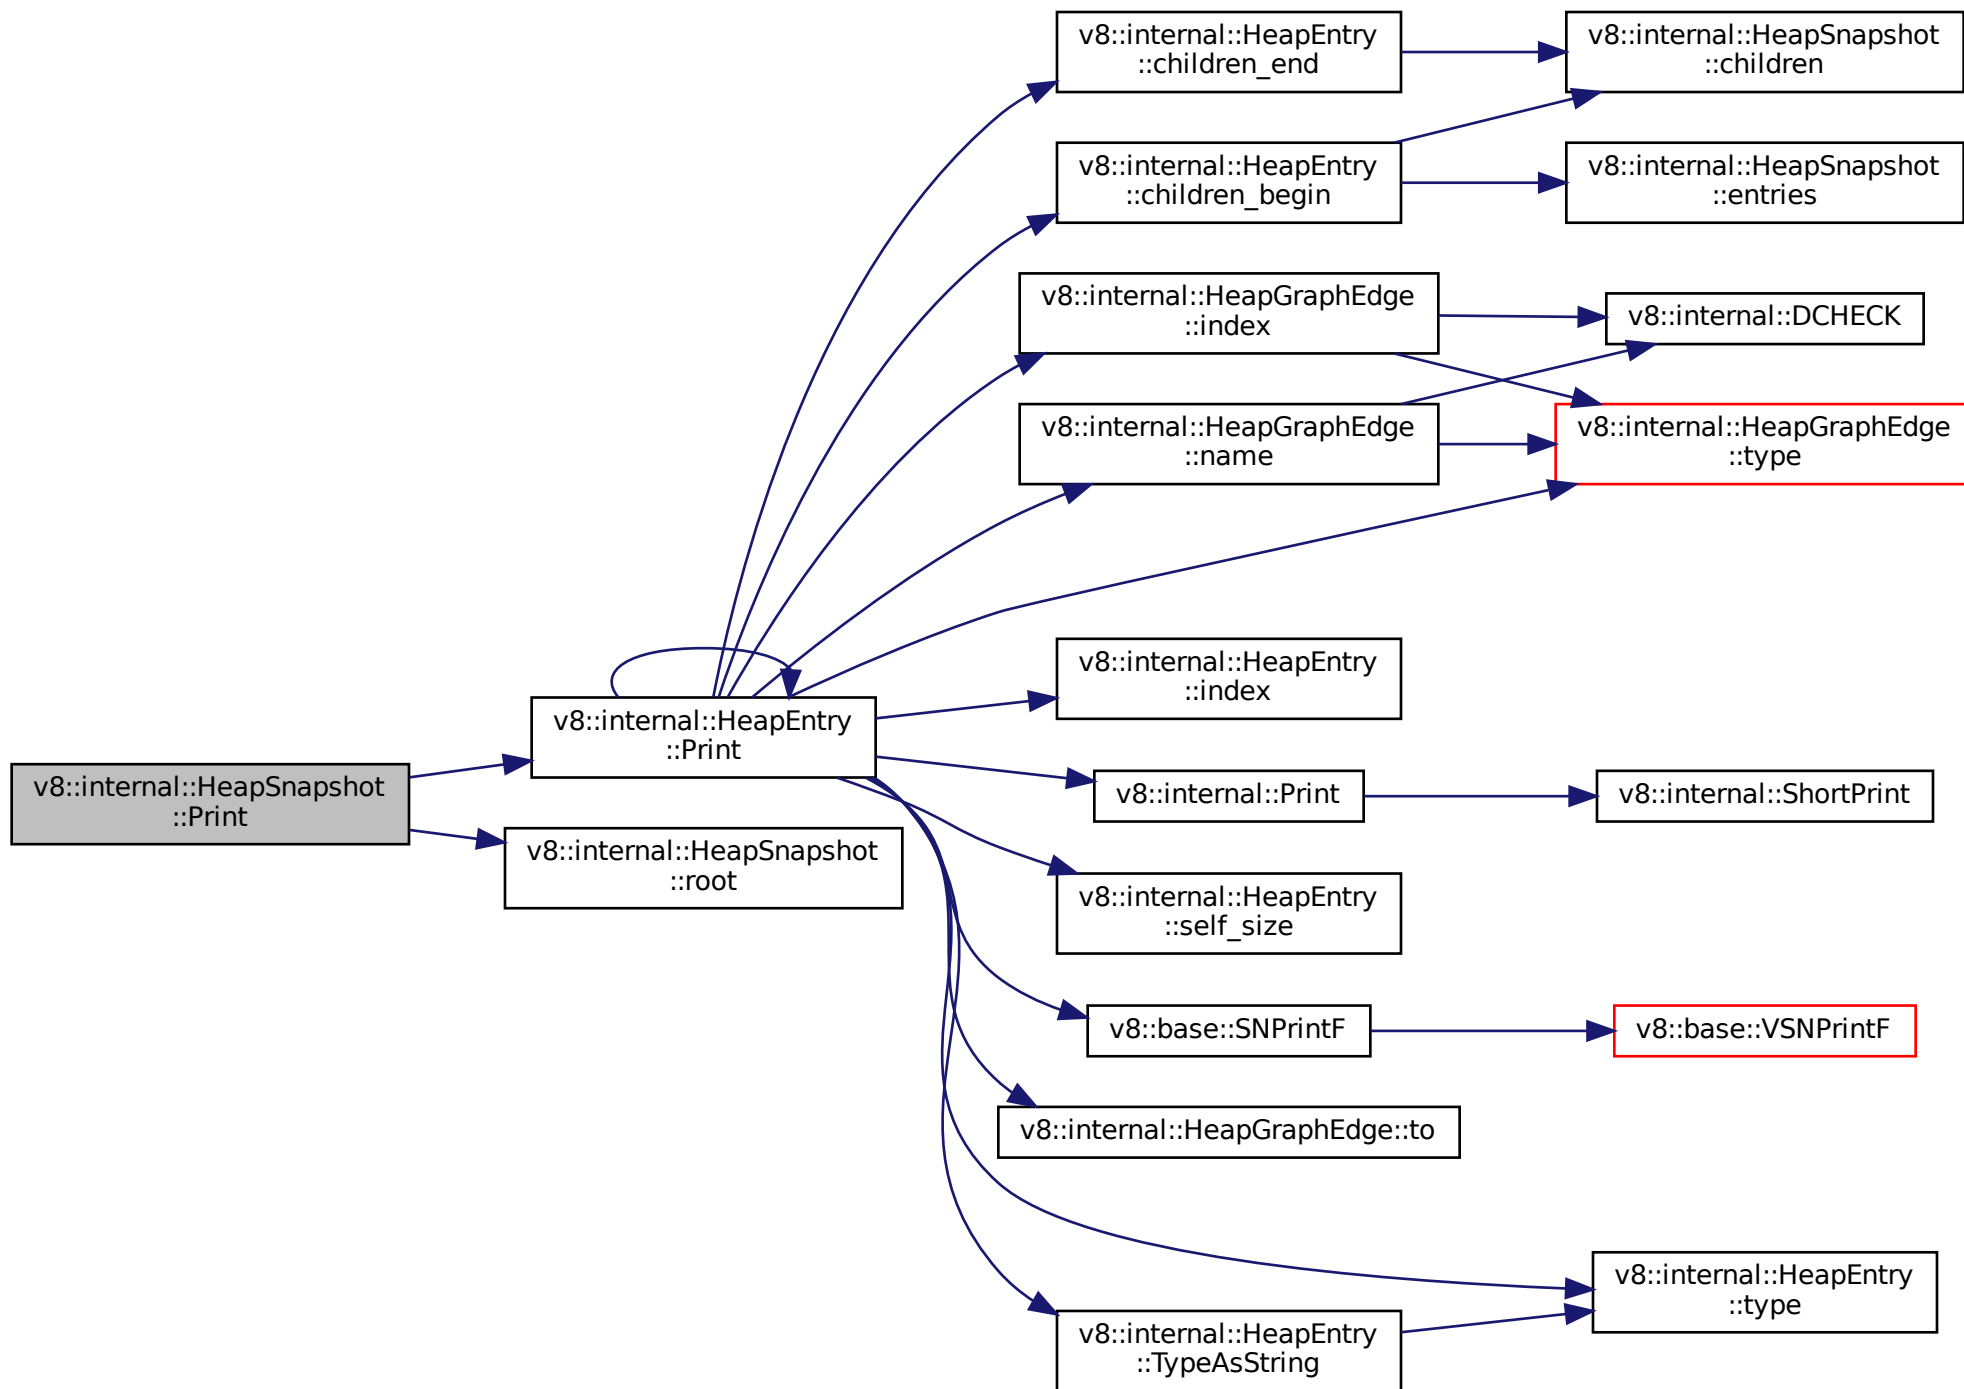 v8::internal::HeapSnapshot
::Print
v8::internal::HeapEntry
::Print
v8::internal::HeapSnapshot
::root
v8::internal::HeapEntry
::children_end
v8::internal::HeapEntry
::children_begin
v8::internal::HeapGraphEdge
::index
v8::internal::HeapGraphEdge
::name
v8::internal::HeapEntry
::index
v8::internal::Print
v8::internal::HeapEntry
::self_size
v8::base::SNPrintF
v8::internal::HeapGraphEdge::to
v8::internal::HeapEntry
::TypeAsString
v8::internal::HeapSnapshot
::children
v8::internal::HeapSnapshot
::entries
v8::internal::DCHECK
v8::internal::HeapGraphEdge
::type
v8::internal::ShortPrint
v8::base::VSNPrintF
v8::internal::HeapEntry
::type